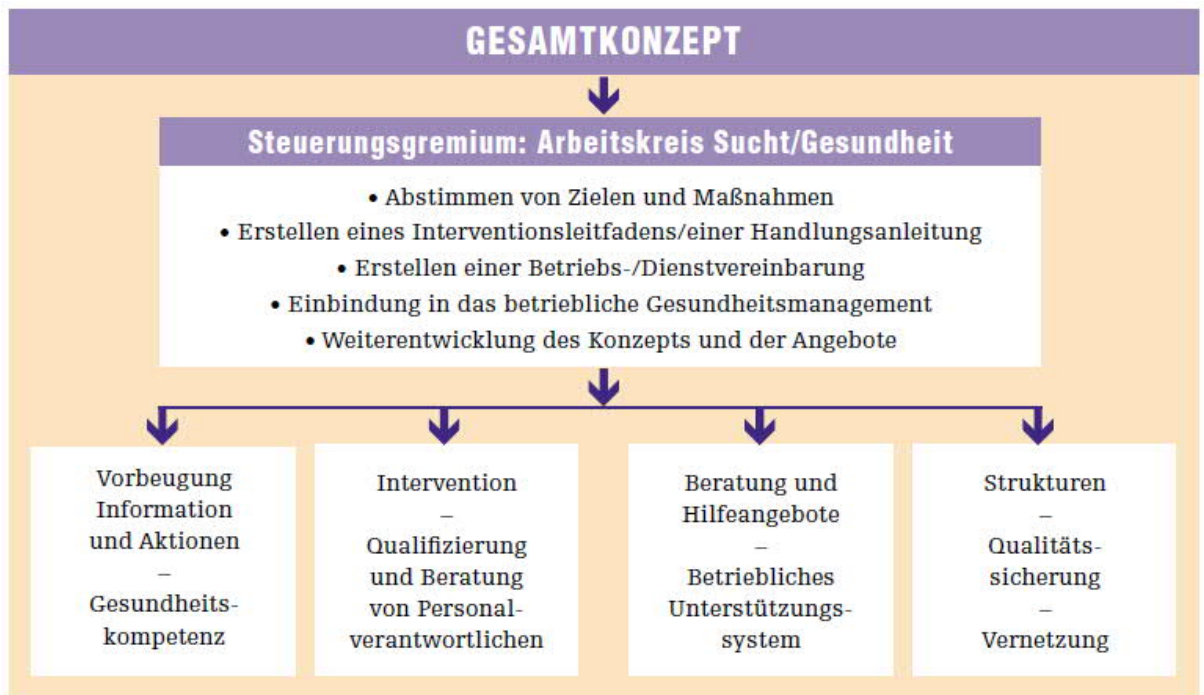 GESAMTKONZEPT
Steuerungsgremium: Arbeitskreis Sucht/Gesundheit
• Abstimmen von Zielen und Maßnahmen
• Erstellen eines Interventionsleitfadens/einer Handlungsanleitung
• Erstellen einer Betriebs-/Dienstvereinbarung
• Einbindung in das betriebliche Gesundheitsmanagement
• Weiterentwicklung des Konzepts und der Angebote
Vorbeugung
Information
und Aktionen
–
Gesundheits-
kompetenz
Intervention
–
Qualifizierung
und Beratung
von Personal-
verantwortlichen
Beratung und
Hilfeangebote
–
Betriebliches
Unterstützungs-
system
Strukturen
–
Qualitäts-
sicherung
–
Vernetzung